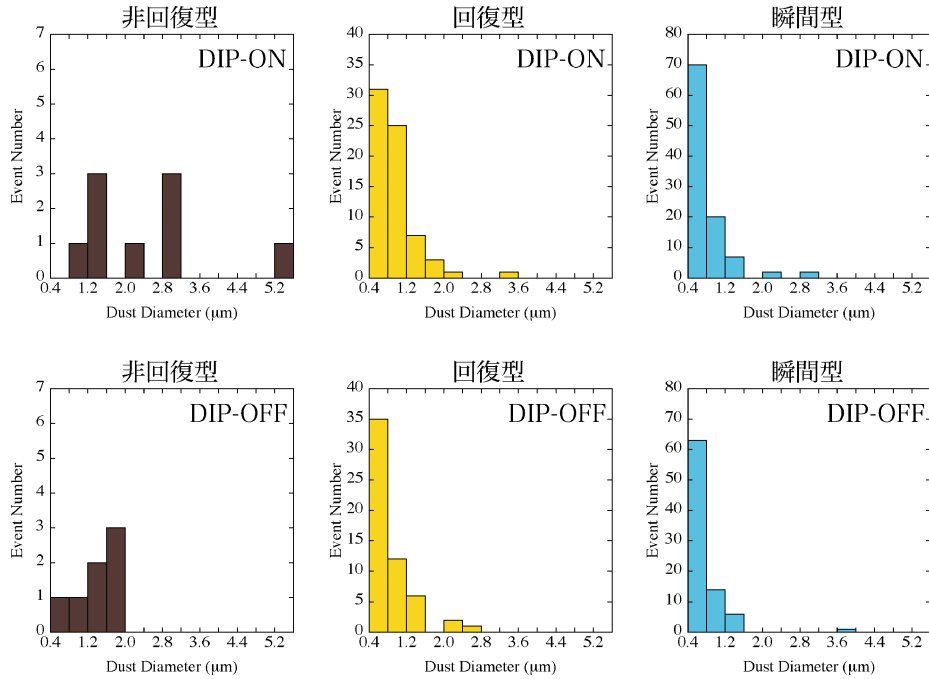 非回復型
DIP-ON
Event Number
7
6
5
4
3
2
1
0
0.4 1.2 2.0 2.8 3.6 4.4 5.2
Dust Diameter (μm)
回復型
DIP-ON
Event Number
40
35
30
25
20
15
10
5
0
0.4 1.2 2.0 2.8 3.6 4.4 5.2
Dust Diameter (μm)
瞬間型
DIP-ON
Event Number
80
70
60
50
40
30
20
10
0
0.4 1.2 2.0 2.8 3.6 4.4 5.2
Dust Diameter (μm)
非回復型
DIP-OFF
Event Number
7
6
5
4
3
2
1
0
0.4 1.2 2.0 2.8 3.6 4.4 5.2
Dust Diameter (μm)
回復型
DIP-OFF
Event Number
40
35
30
25
20
15
10
5
0
0.4 1.2 2.0 2.8 3.6 4.4 5.2
Dust Diameter (μm)
瞬間型
DIP-OFF
Event Number
80
70
60
50
40
30
20
10
0
0.4 1.2 2.0 2.8 3.6 4.4 5.2
Dust Diameter (μm)